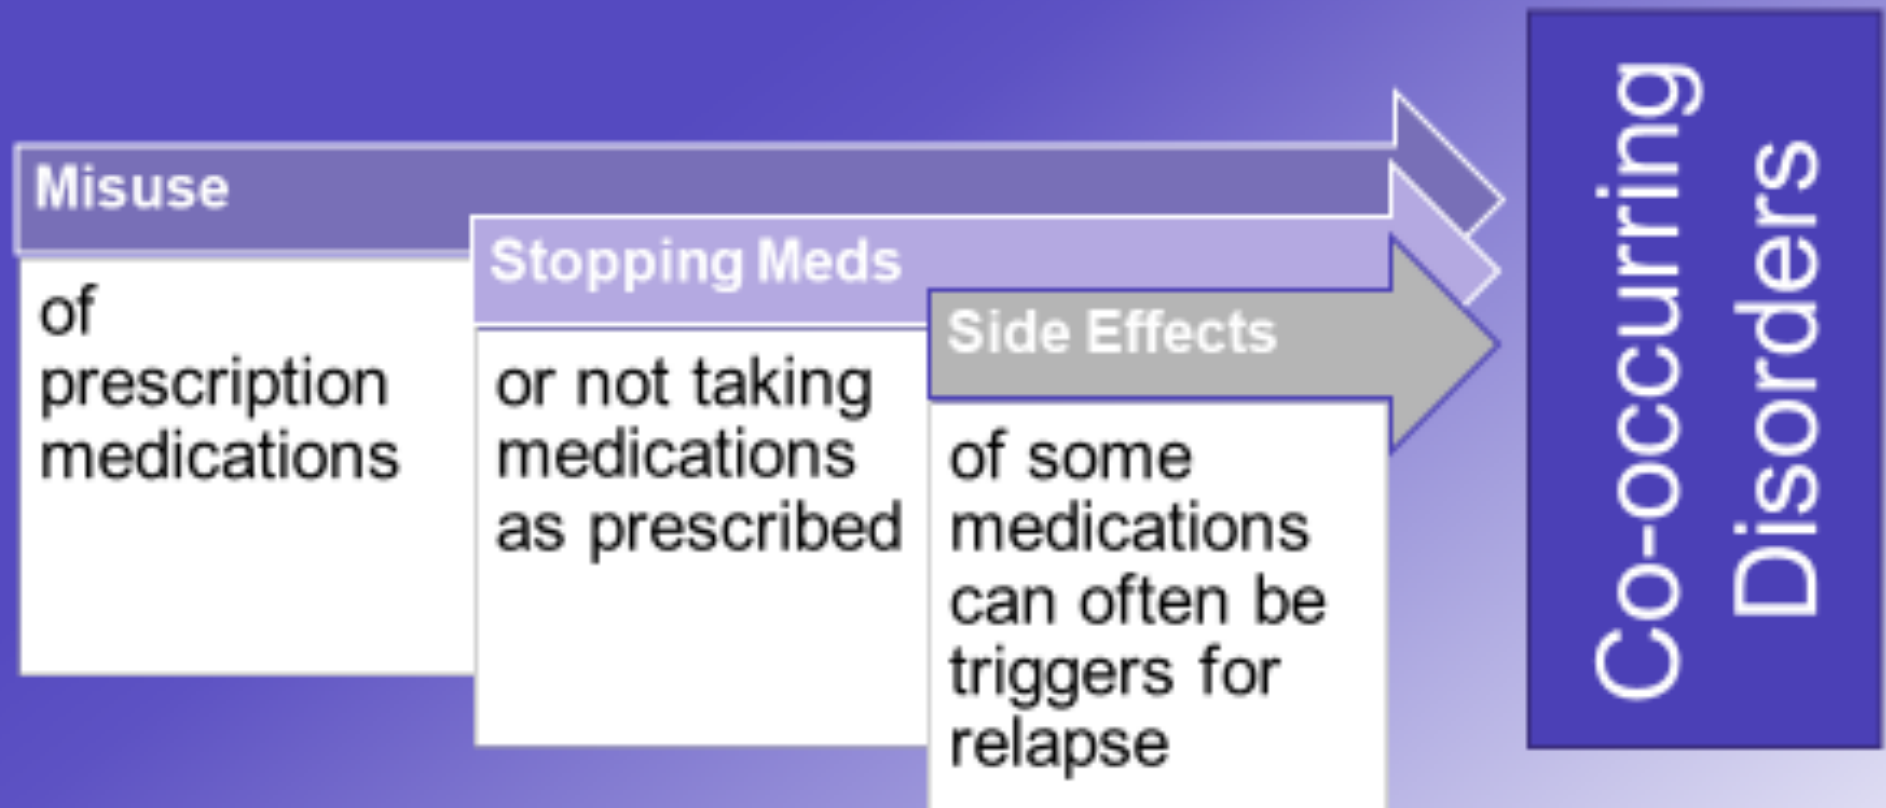 Misuse
of
prescription
medications
Stopping Meds
or not taking
medications
as prescribed
Side Effects
of some
medications
can often be
triggers for
relapse
Co-occurring
Disorders